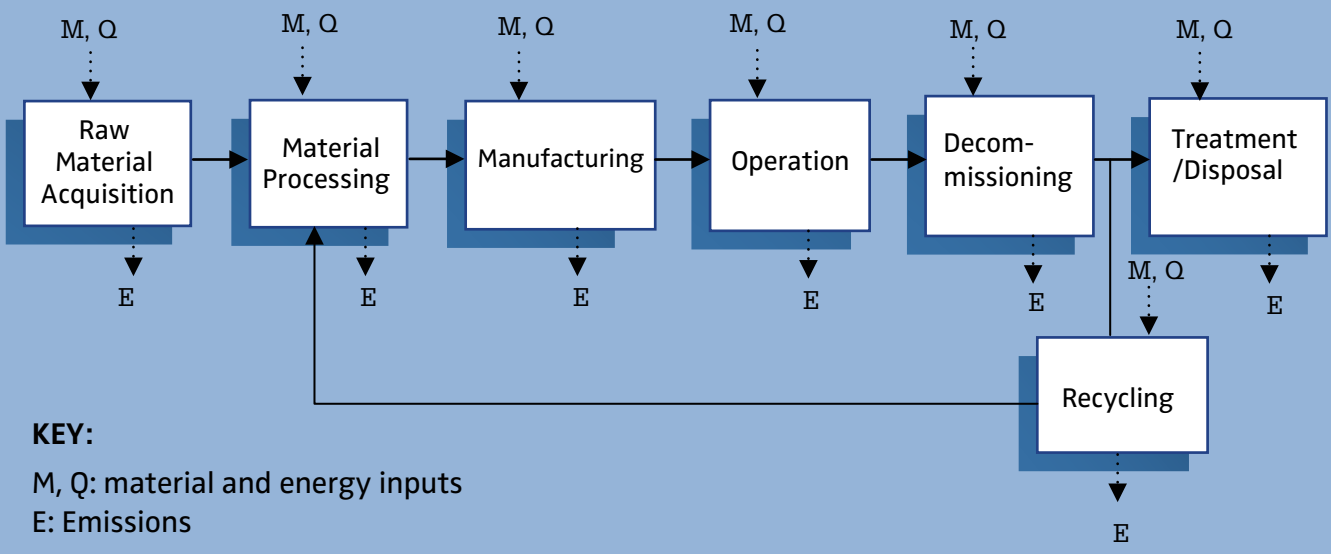 M, Q
M, Q
M, Q
M, Q
M, Q
M, Q
Raw
Material
Acquisition
Material
Processing
Manufacturing
Operation
Decom-
missioning
Treatment
/Disposal
E
E
E
E
E
E
M, Q
Recycling
E
KEY:
M, Q: material and energy inputs
E: Emissions